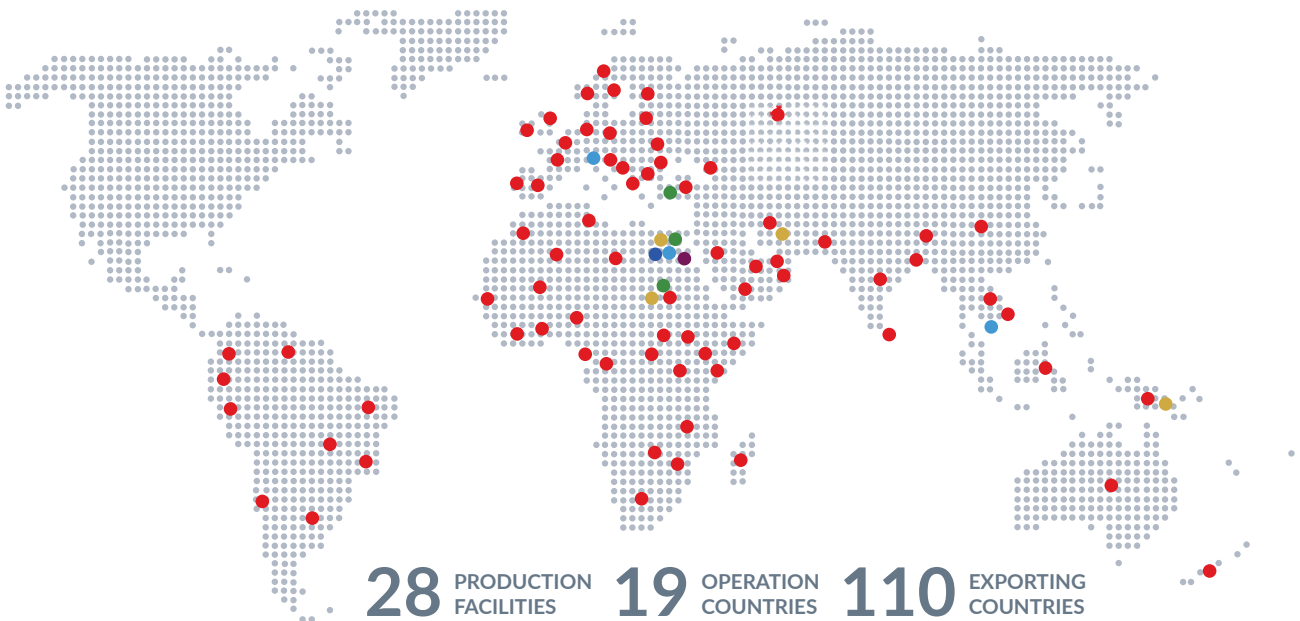 28 PRODUCTION FACILITIES
19 OPERATION COUNTRIES
110 EXPORTING COUNTRIES